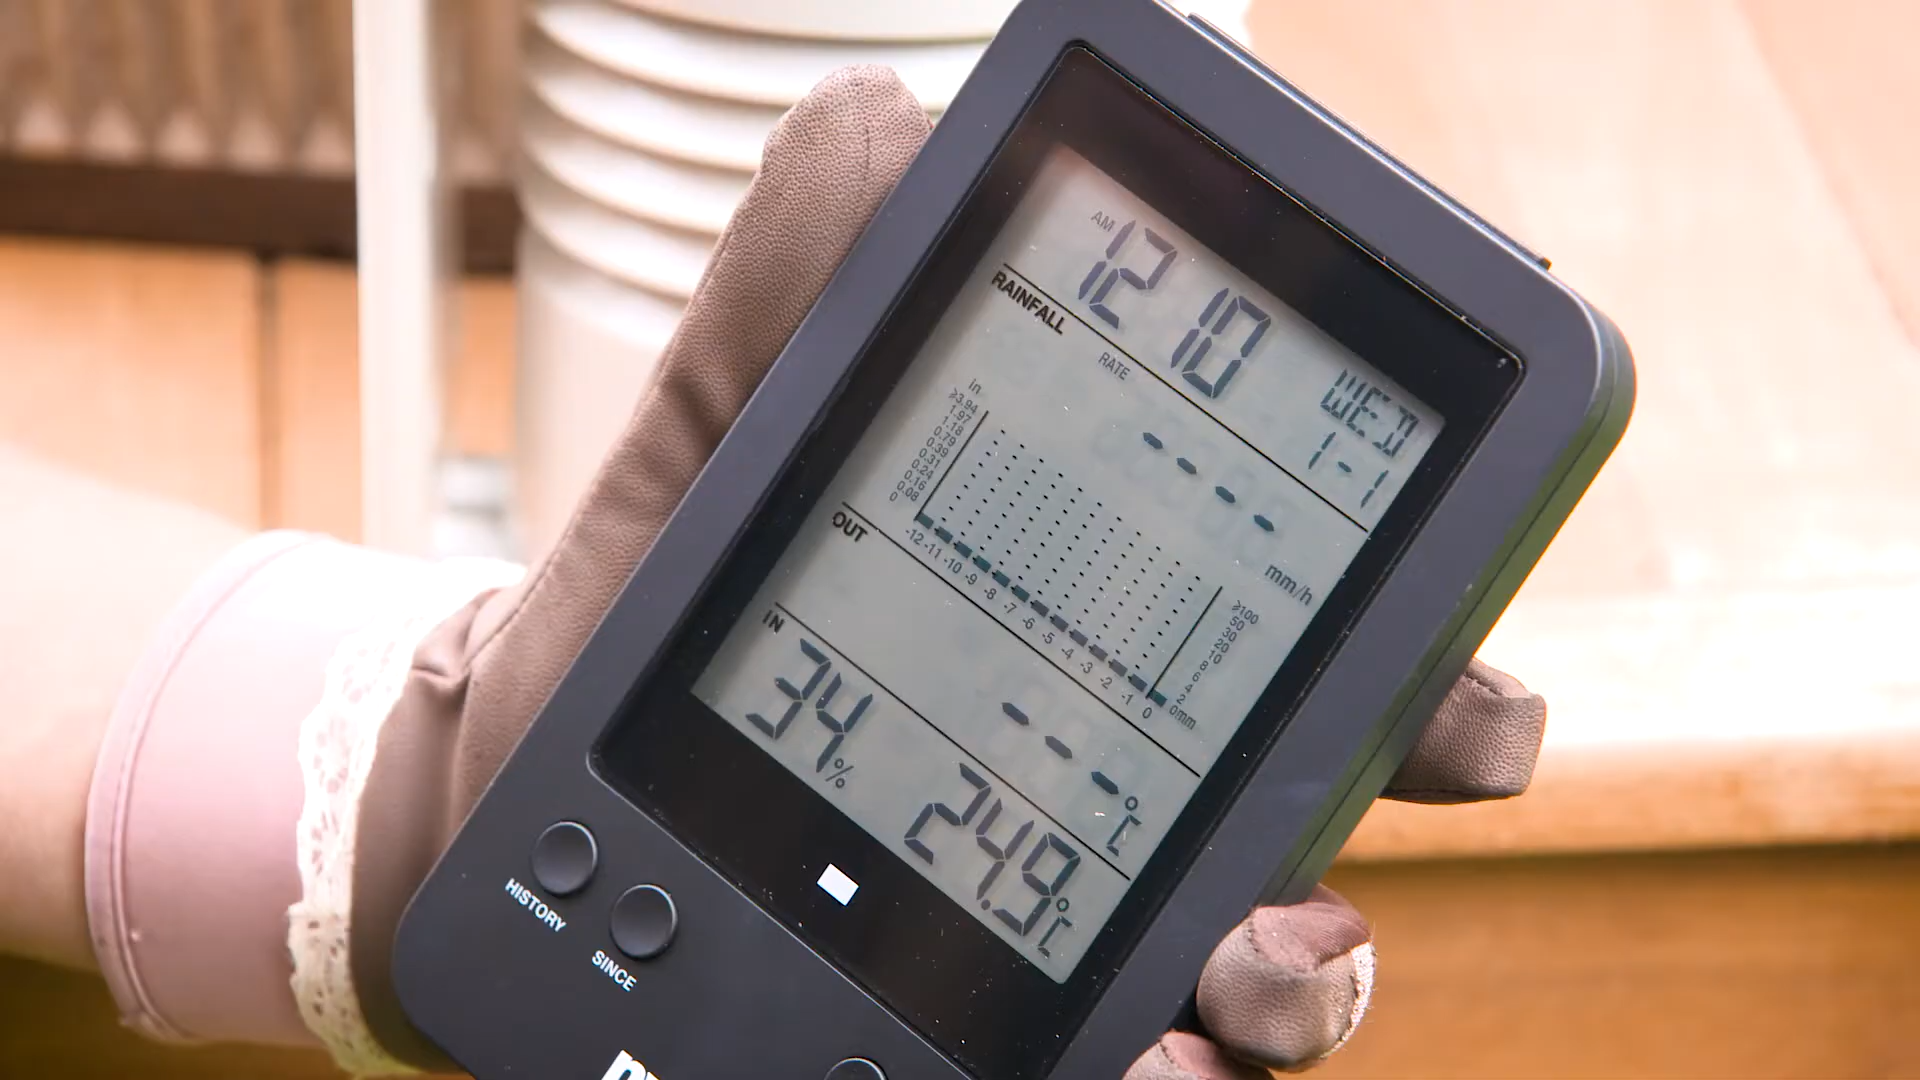 AM 12 10
WED
1-1
RAINFALL
RATE
- - - -
mm/h
in
≥3.94
1.97
1.18
0.79
0.39
0.31
0.24
0.16
0.08
0
-12 -11 -10 -9 -8 -7 -6 -5 -4 -3 -2 -1 0
≥100
50
30
20
10
8
6
4
2
0mm
OUT
- - - °C
IN
34%
24.9°C
HISTORY
SINCE